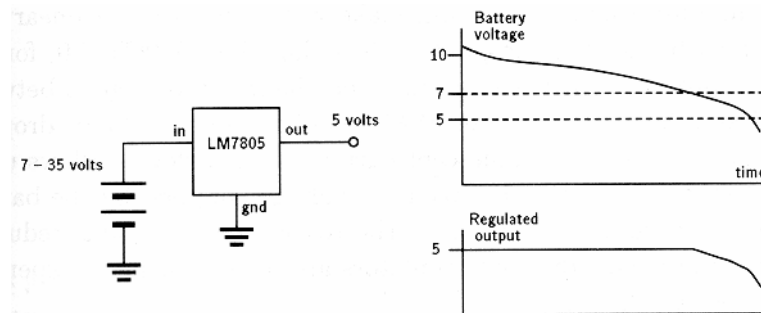 in
LM7805
out
5 volts
7 – 35 volts
gnd
Battery
voltage
10
7
5
time
Regulated
output
5